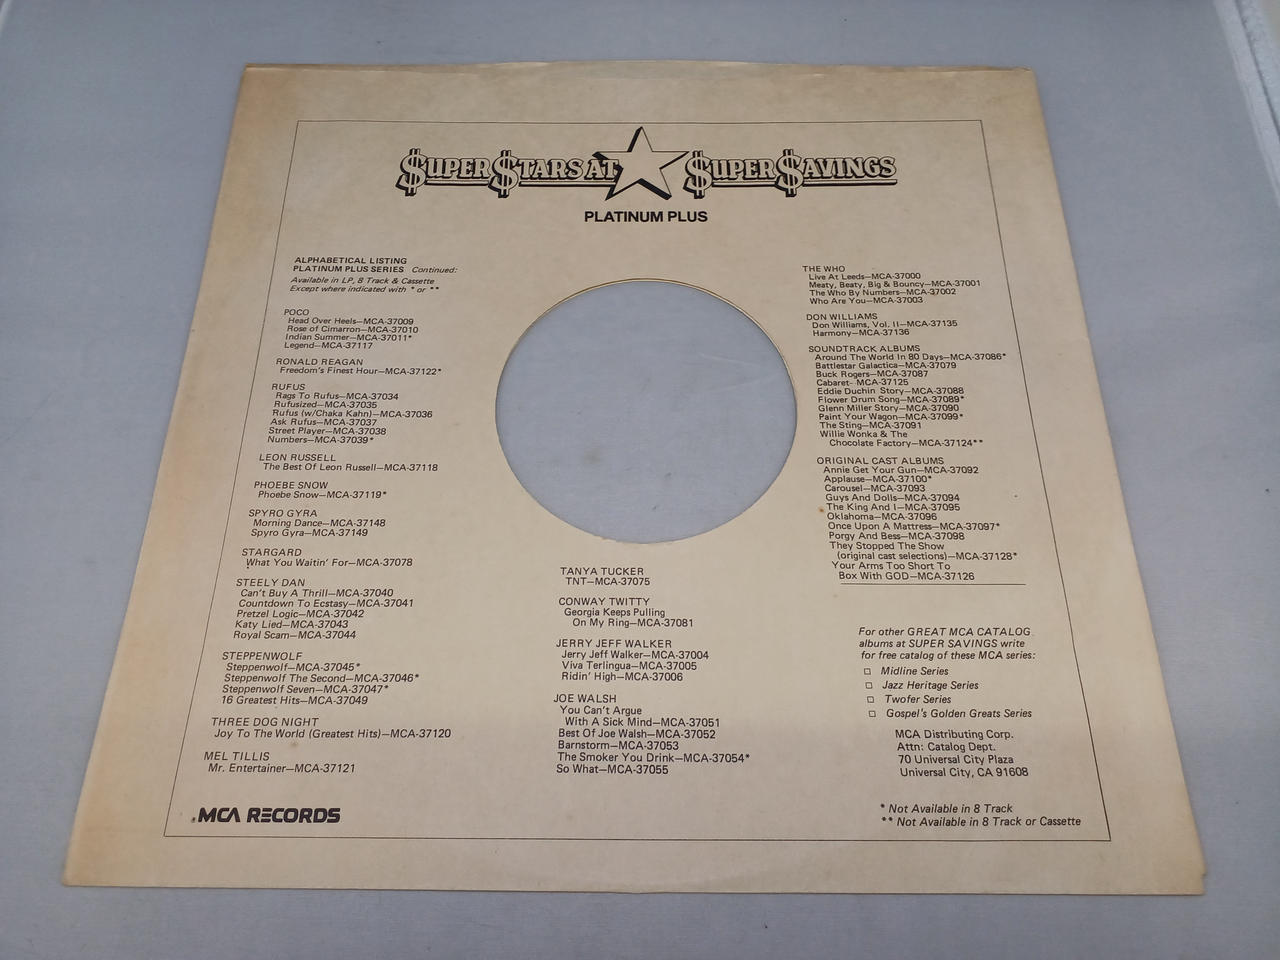 $UPER $TARS AT $UPER $AVINGS
PLATINUM PLUS
ALPHABETICAL LISTING
PLATINUM PLUS SERIES Continued:
Available in LP, 8 Track & Cassette
Except where indicated with * or **
POCO
Head Over Heels—MCA-37009
Rose of Cimarron—MCA-37010
Indian Summer—MCA-37011*
Legend—MCA-37117
RONALD REAGAN
Freedom's Finest Hour—MCA-37122*
RUFUS
Rags To Rufus—MCA-37034
Rufusized—MCA-37035
Rufus (w/Chaka Kahn)—MCA-37036
Ask Rufus—MCA-37037
Street Player—MCA-37038
Numbers—MCA-37039*
LEON RUSSELL
The Best Of Leon Russell—MCA-37118
PHOEBE SNOW
Phoebe Snow—MCA-37119*
SPYRO GYRA
Morning Dance—MCA-37148
Spyro Gyra—MCA-37149
STARGARD
What You Waitin' For—MCA-37078
STEELY DAN
Can't Buy A Thrill—MCA-37040
Countdown To Ecstasy—MCA-37041
Pretzel Logic—MCA-37042
Katy Lied—MCA-37043
Royal Scam—MCA-37044
STEPPENWOLF
Steppenwolf—MCA-37045*
Steppenwolf The Second—MCA-37046*
Steppenwolf Seven—MCA-37047*
16 Greatest Hits—MCA-37049
THREE DOG NIGHT
Joy To The World (Greatest Hits)—MCA-37120
MEL TILLIS
Mr. Entertainer—MCA-37121
MCA RECORDS
TANYA TUCKER
TNT—MCA-37075
CONWAY TWITTY
Georgia Keeps Pulling
On My Ring—MCA-37081
JERRY JEFF WALKER
Jerry Jeff Walker—MCA-37004
Viva Terlingua—MCA-37005
Ridin' High—MCA-37006
JOE WALSH
You Can't Argue
With A Sick Mind—MCA-37051
Best Of Joe Walsh—MCA-37052
Barnstorm—MCA-37053
The Smoker You Drink—MCA-37054*
So What—MCA-37055
THE WHO
Live At Leeds—MCA-37000
Meaty, Beaty, Big & Bouncy—MCA-37001
The Who By Numbers—MCA-37002
Who Are You—MCA-37003
DON WILLIAMS
Don Williams, Vol. II—MCA-37135
Harmony—MCA-37136
SOUNDTRACK ALBUMS
Around The World In 80 Days—MCA-37086*
Battlestar Galactica—MCA-37079
Buck Rogers—MCA-37087
Cabaret- MCA-37125
Eddie Duchin Story—MCA-37088
Flower Drum Song—MCA-37089*
Glenn Miller Story—MCA-37090
Paint Your Wagon—MCA-37099*
The Sting—MCA-37091
Willie Wonka & The
Chocolate Factory—MCA-37124**
ORIGINAL CAST ALBUMS
Annie Get Your Gun—MCA-37092
Applause—MCA-37100*
Carousel—MCA-37093
Guys And Dolls—MCA-37094
The King And I—MCA-37095
Oklahoma—MCA-37096
Once Upon A Mattress—MCA-37097*
Porgy And Bess—MCA-37098
They Stopped The Show
(original cast selections)—MCA-37128*
Your Arms Too Short To
Box With GOD—MCA-37126
For other GREAT MCA CATALOG
albums at SUPER SAVINGS write
for free catalog of these MCA series:
□ Midline Series
□ Jazz Heritage Series
□ Twofer Series
□ Gospel's Golden Greats Series
MCA Distributing Corp.
Attn: Catalog Dept.
70 Universal City Plaza
Universal City, CA 91608
* Not Available in 8 Track
** Not Available in 8 Track or Cassette